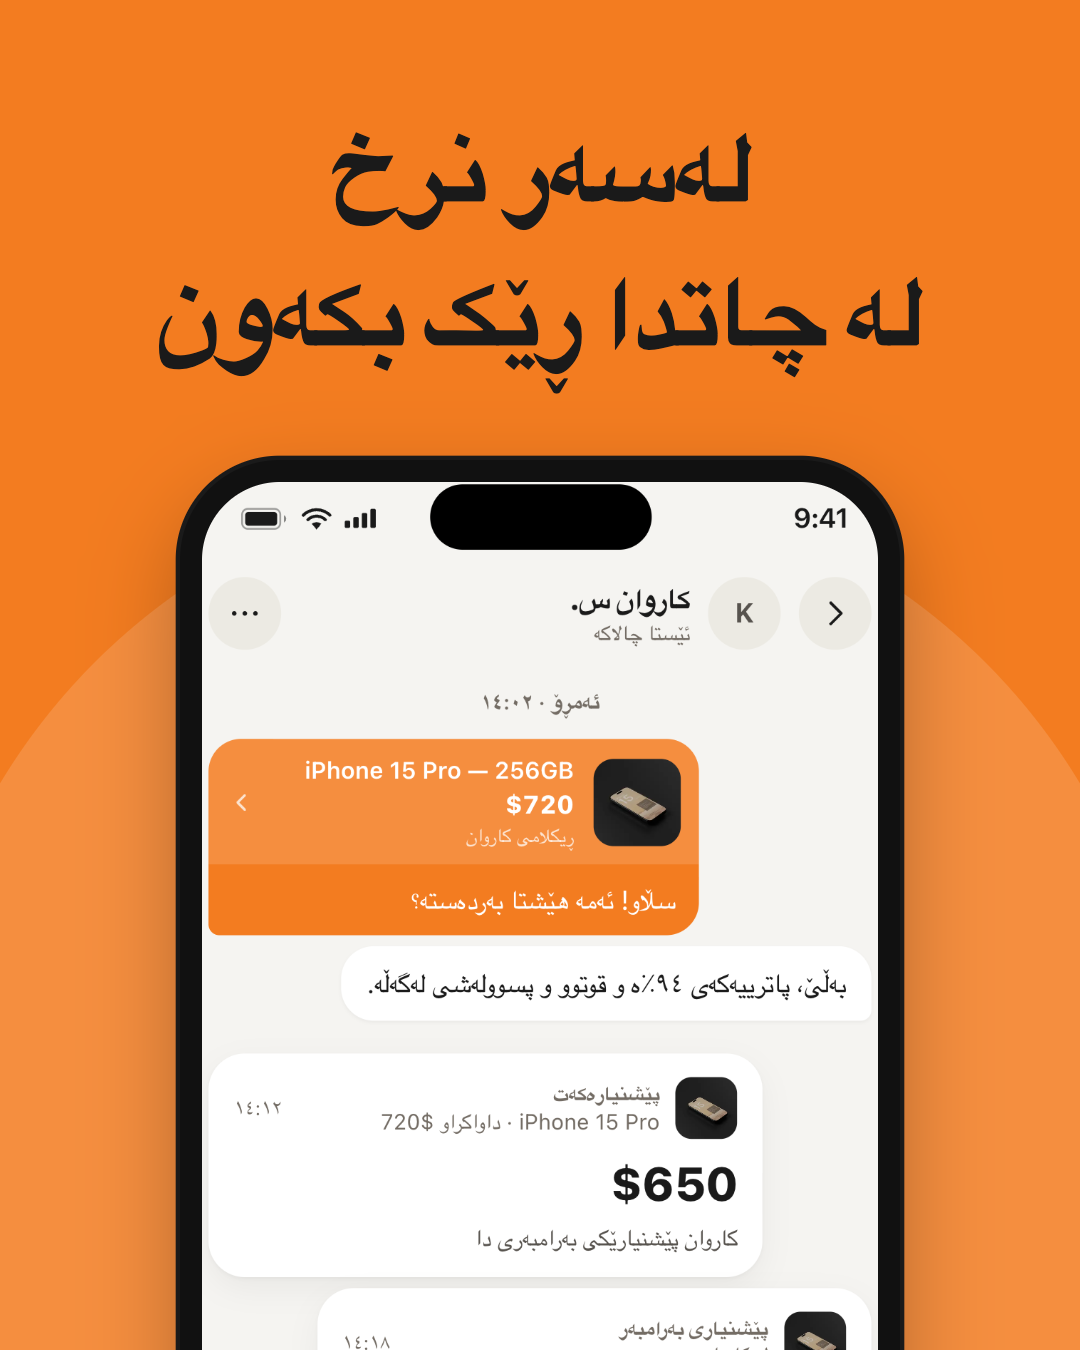 لەسەر نرخ
لە چاتدا ڕێک بکەون
9:41
کاروان س.
ئێستا چالاکە
K
ئەمڕۆ · ١٤:٠٢
iPhone 15 Pro — 256GB
$720
ڕیکلامی کاروان
سڵاو! ئەمە هێشتا بەردەستە؟
بەڵێ، پاترییەکەی ٩٤٪ە و قوتوو و پسوولەشی لەگەڵە.
پێشنیارەکەت
١٤:١٢
iPhone 15 Pro · داواکراو $720
$650
کاروان پێشنیارێکی بەرامبەری دا
پێشنیاری بەرامبەر
١٤:١٨